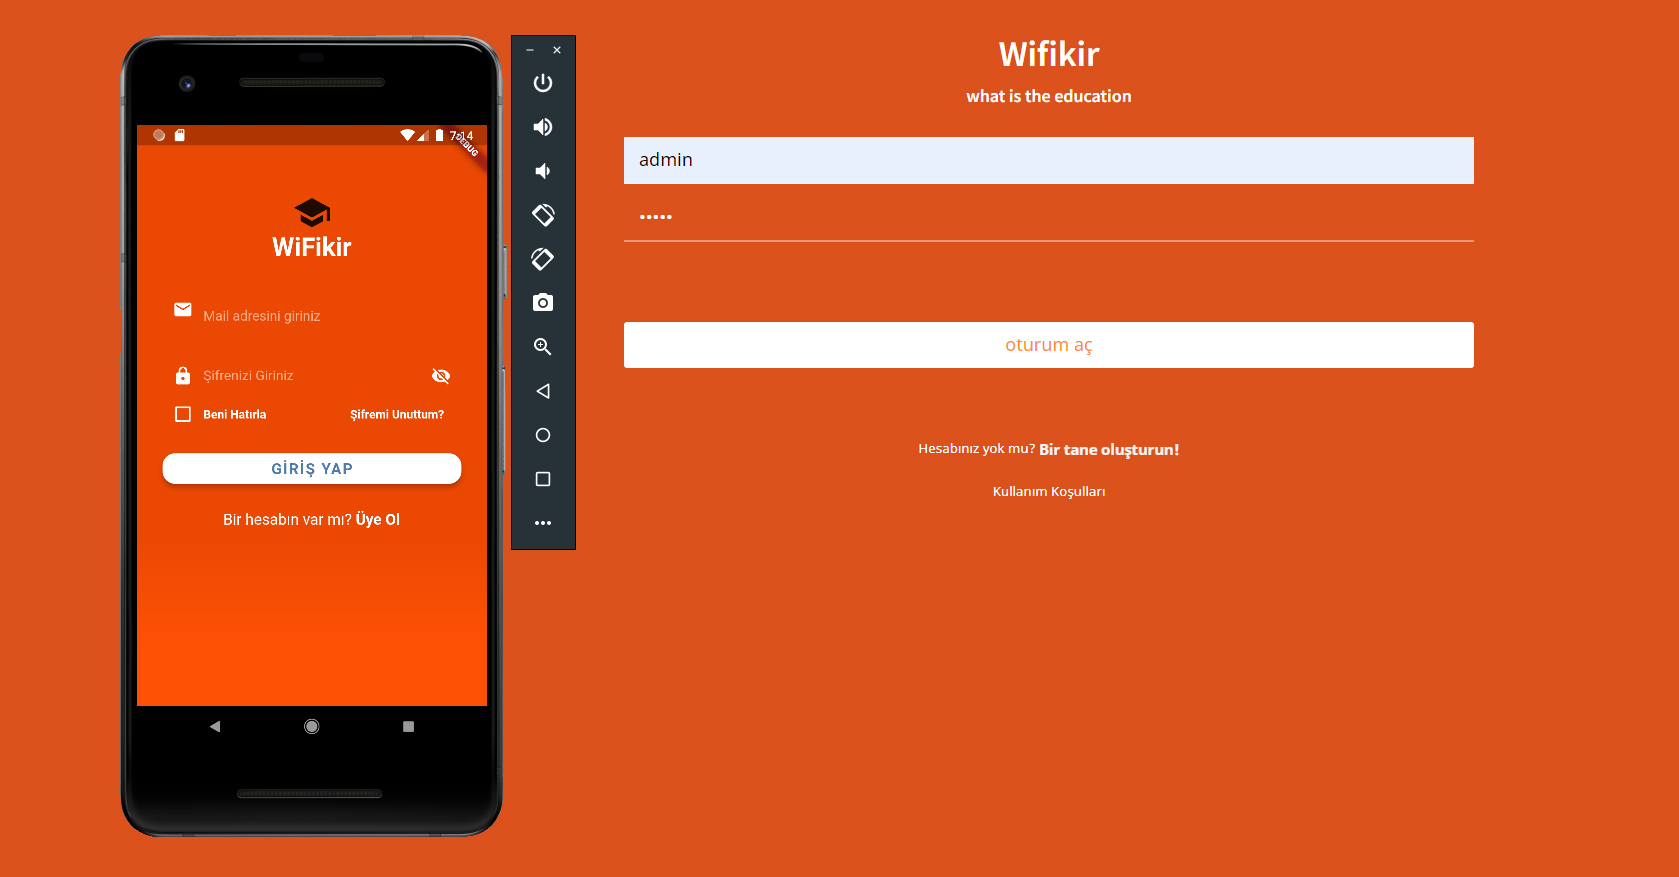 7:14
DEBUG
WiFikir
Mail adresini giriniz
Şifrenizi Giriniz
Beni Hatırla
Şifremi Unuttum?
GİRİŞ YAP
Bir hesabın var mı? Üye Ol
Wifikir
what is the education
admin
•••••
oturum aç
Hesabınız yok mu? Bir tane oluşturun!
Kullanım Koşulları